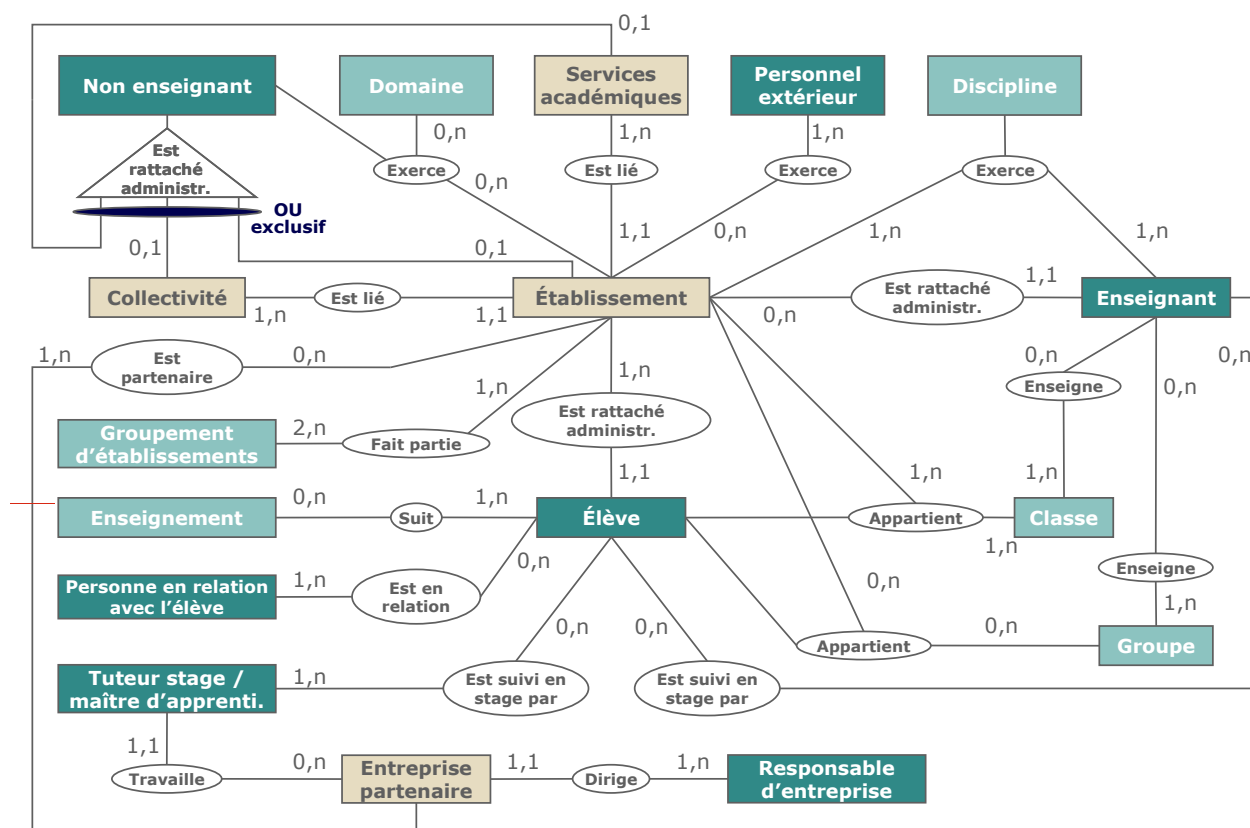 0,1
Non enseignant
Domaine
Services
académiques
Personnel
extérieur
Discipline
0,n
1,n
1,n
Est
rattaché
administr.
Exerce
Est lié
Exerce
Exerce
0,n
OU
exclusif
0,1
0,1
1,1
0,n
1,n
1,n
Collectivité
Est lié
Établissement
Est rattaché
administr.
1,1
Enseignant
1,n
1,1
0,n
1,n
Est
partenaire
0,n
0,n
Enseigne
0,n
0,n
1,n
1,n
Est rattaché
administr.
Groupement
d’établissements
2,n
Fait partie
1,1
1,n
1,n
Enseignement
0,n
Suit
1,n
Élève
Appartient
Classe
1,n
0,n
0,n
Personne en relation
avec l’élève
1,n
Est en
relation
Enseigne
1,n
0,n
0,n
Appartient
0,n
Groupe
Tuteur stage /
maître d’apprenti.
1,n
Est suivi en
stage par
Est suivi en
stage par
1,1
Travaille
0,n
Entreprise
partenaire
1,1
Dirige
1,n
Responsable
d’entreprise